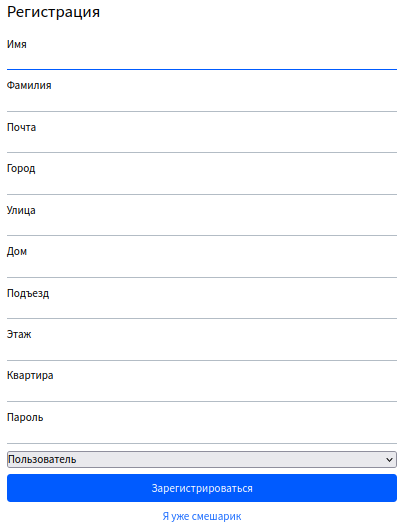 Регистрация
Имя
Фамилия
Почта
Город
Улица
Дом
Подъезд
Этаж
Квартира
Пароль
Пользователь
Зарегистрироваться
Я уже смешарик